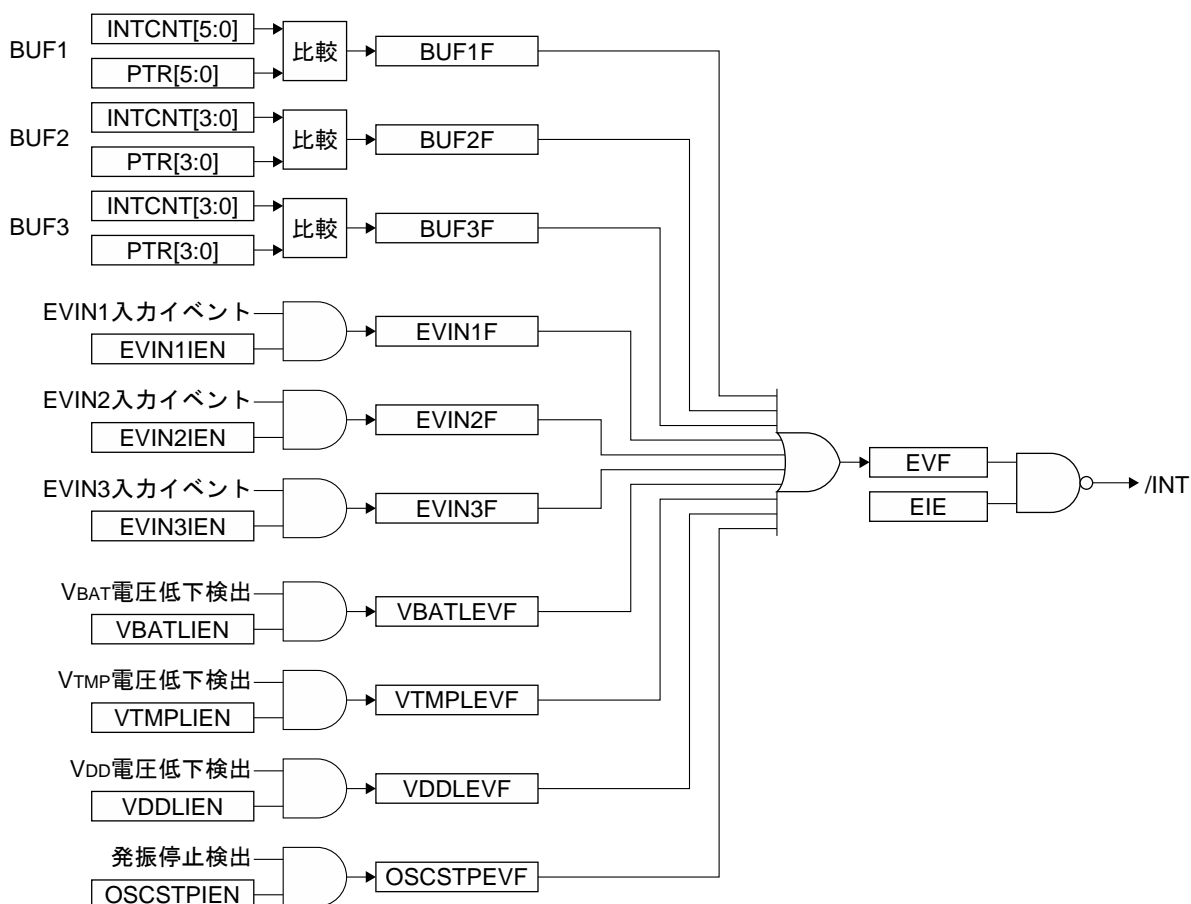 BUF1
INTCNT[5:0]
PTR[5:0]
比較
BUF1F
BUF2
INTCNT[3:0]
PTR[3:0]
比較
BUF2F
BUF3
INTCNT[3:0]
PTR[3:0]
比較
BUF3F
EVIN1入力イベント
EVIN1IEN
EVIN1F
EVIN2入力イベント
EVIN2IEN
EVIN2F
EVIN3入力イベント
EVIN3IEN
EVIN3F
VBAT電圧低下検出
VBATLIEN
VBATLEVF
VTMP電圧低下検出
VTMPLIEN
VTMPLEVF
VDD電圧低下検出
VDDLIEN
VDDLEVF
発振停止検出
OSCSTPIEN
OSCSTPEVF
EVF
EIE
/INT